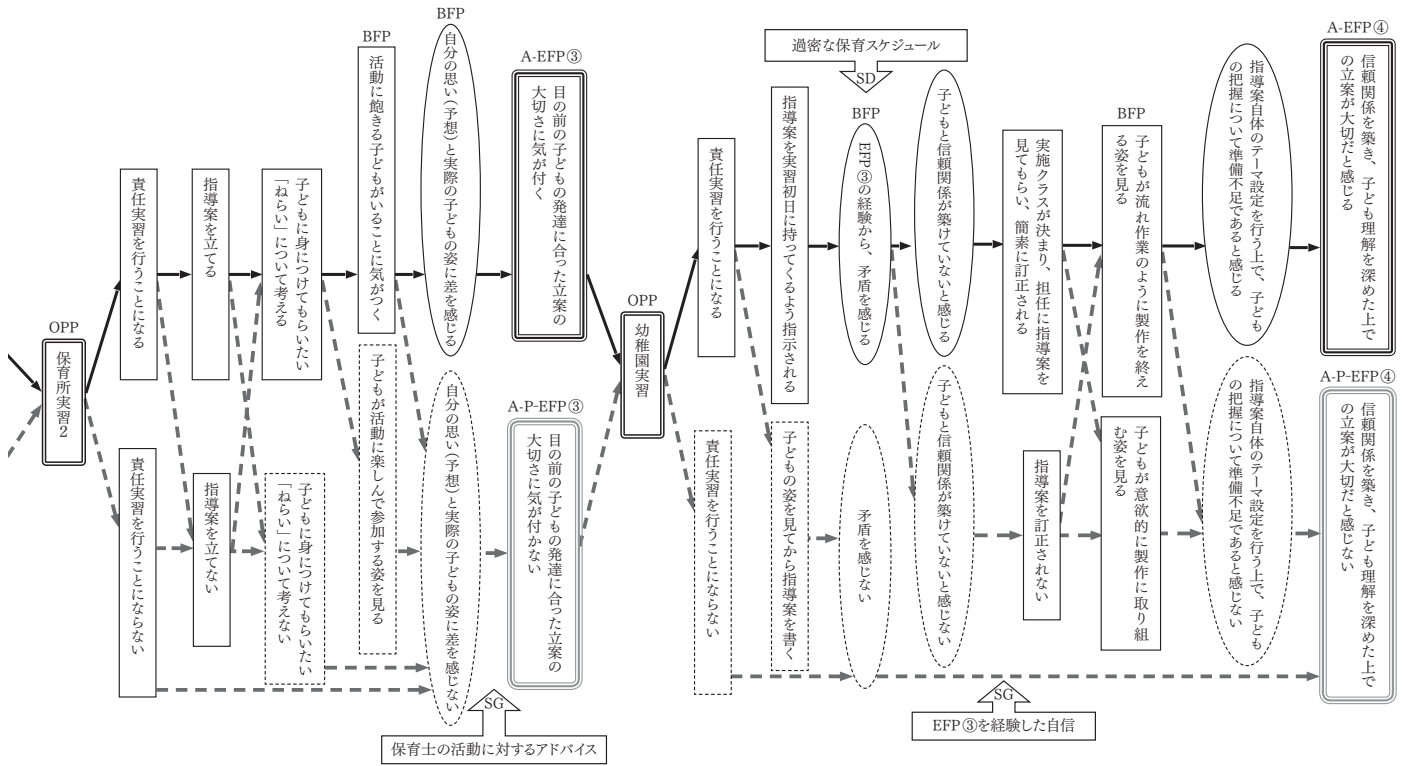 OPP
保育所実習2
責任実習を行うことになる
責任実習を行うことにならない
指導案を立てる
指導案を立てない
子どもに身につけてもらいたい
「ねらい」について考える
子どもに身につけてもらいたい
「ねらい」について考えない
BFP
活動に飽きる子どもがいることに気がつく
子どもが活動に楽しんで参加する姿を見る
BFP
自分の思い(予想)と実際の子どもの姿に差を感じる
自分の思い(予想)と実際の子どもの姿に差を感じない
A-EFP③
目の前の子どもの発達に合った立案の
大切さに気が付く
A-P-EFP③
目の前の子どもの発達に合った立案の
大切さに気が付かない
SG
保育士の活動に対するアドバイス
OPP
幼稚園実習
責任実習を行うことになる
責任実習を行うことにならない
指導案を実習初日に持ってくるよう指示される
子どもの姿を見てから指導案を書く
過密な保育スケジュール
SD
BFP
EFP③の経験から、矛盾を感じる
矛盾を感じない
子どもと信頼関係が築けていないと感じる
子どもと信頼関係が築けていないと感じない
実施クラスが決まり、担任に指導案を
見てもらい、簡素に訂正される
指導案を訂正されない
BFP
子どもが流れ作業のように製作を終え
る姿を見る
子どもが意欲的に製作に取り組
む姿を見る
指導案自体のテーマ設定を行う上で、子ども
の把握について準備不足であると感じる
指導案自体のテーマ設定を行う上で、子ども
の把握について準備不足であると感じない
A-EFP④
信頼関係を築き、子ども理解を深めた上で
の立案が大切だと感じる
A-P-EFP④
信頼関係を築き、子ども理解を深めた上で
の立案が大切だと感じない
SG
EFP③を経験した自信